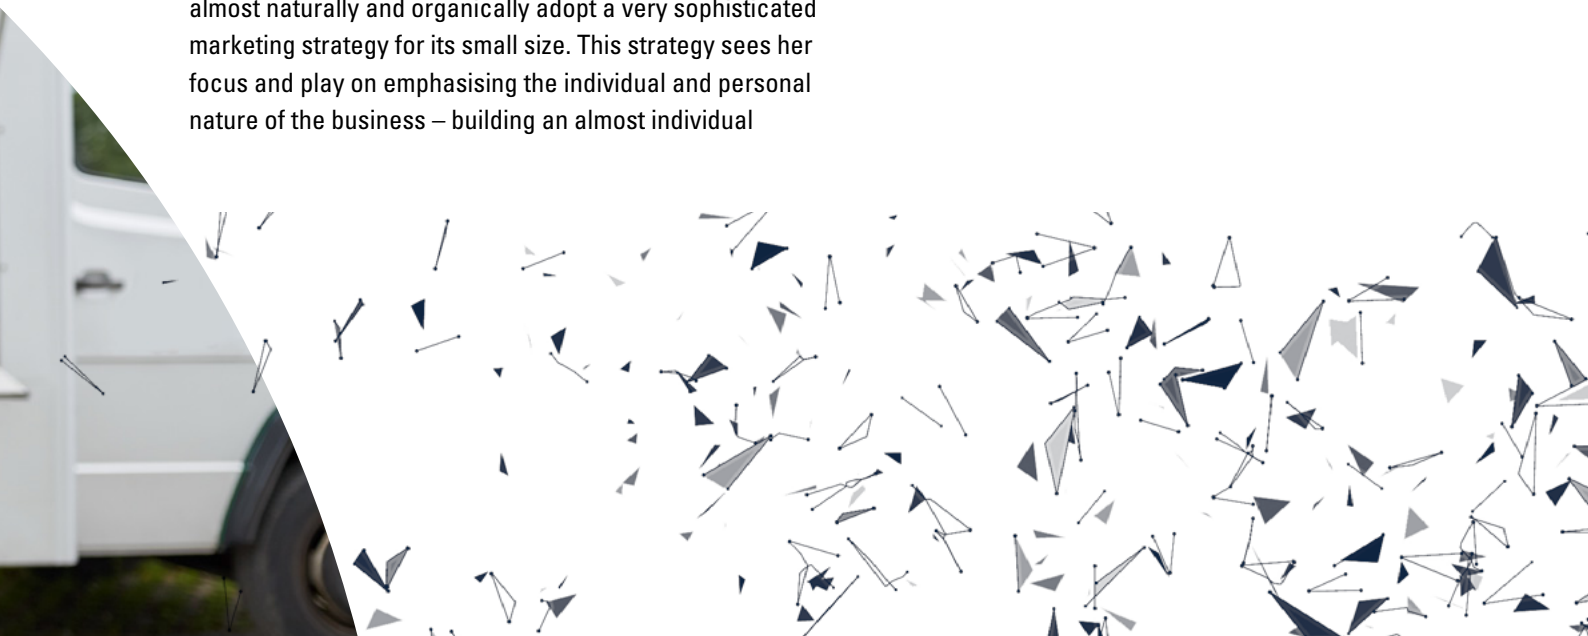 almost naturally and organically adopt a very sophisticated
marketing strategy for its small size. This strategy sees her
focus and play on emphasising the individual and personal
nature of the business – building an almost individual